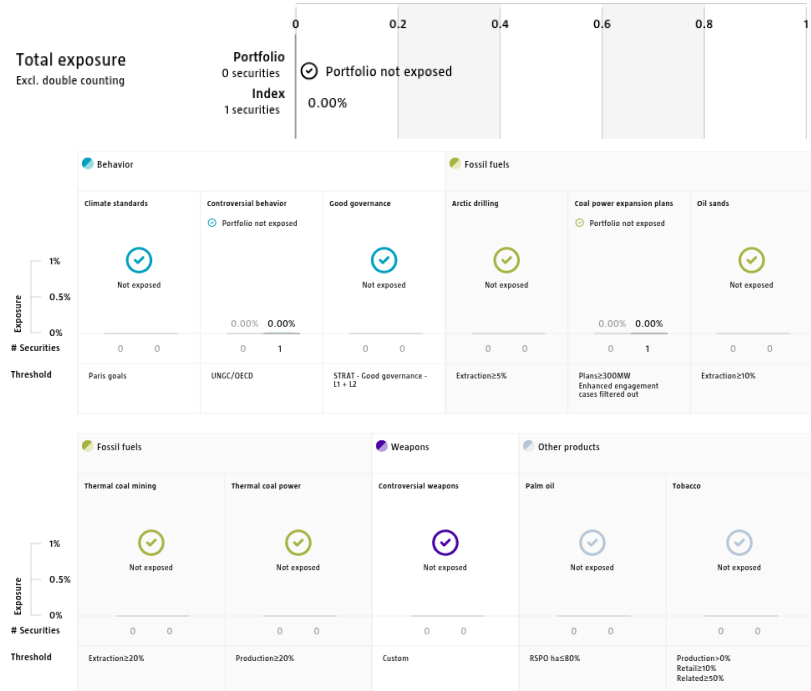 0 0.2 0.4 0.6 0.8 1
Total exposure
Excl. double counting
Portfolio
0 securities
Portfolio not exposed
Index
1 securities
0.00%
Behavior
Fossil fuels
Climate standards
Controversial behavior
Good governance
Arctic drilling
Coal power expansion plans
Oil sands
Portfolio not exposed
Portfolio not exposed
Exposure
1%
0.5%
0%
Not exposed
Not exposed
Not exposed
Not exposed
0.00% 0.00%
0.00% 0.00%
# Securities 0 0 0 1 0 0 0 0 0 1 0 0
Threshold
Paris goals
UNGC/OECD
STRAT - Good governance -
L1 + L2
Extraction≥5%
Plans≥300MW
Enhanced engagement
cases filtered out
Extraction≥10%
Fossil fuels
Weapons
Other products
Thermal coal mining
Thermal coal power
Controversial weapons
Palm oil
Tobacco
Exposure
1%
0.5%
0%
Not exposed
Not exposed
Not exposed
Not exposed
Not exposed
# Securities 0 0 0 0 0 0 0 0 0 0
Threshold
Extraction≥20%
Production≥20%
Custom
RSPO ha≤80%
Production>0%
Retail≥10%
Related≥50%